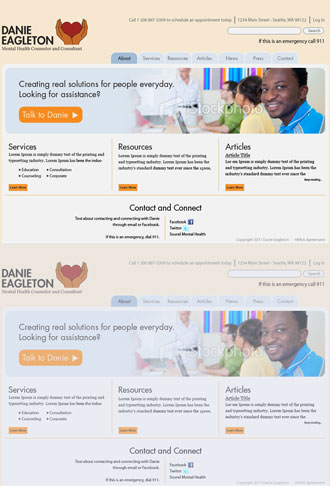 Call 1 206 887-5309 to schedule an appointment today | 1234 Main Street - Seattle, WA 98122 | Log in
DANIE
EAGLETON
Mental Health Counselor and Consultant
Search
If this is an emergency call 911
About Services Resources Articles News Press Contact
Creating real solutions for people everyday.
Looking for assistance?
Talk to Danie
iStockphoto
Services
Lorem Ipsum is simply dummy text of the printing
and typesetting industry. Lorem Ipsum has been the indus-
• Education • Consultation
• Counseling • Corporate
Learn More
Resources
Lorem Ipsum is simply dummy text of the printing
and typesetting industry. Lorem Ipsum has been the
industry's standard dummy text ever since the
Learn More
Articles
Article Title
Lorem Ipsum is simply dummy text of the printing
and typesetting industry. Lorem Ipsum has been the
industry's standard dummy text ever since the
Learn More
Contact and Connect
Text about contacting and connecting with Danie
through email or Facebook.
If this is an emergency, dial 911.
Facebook
Twitter
Sound Mental Health
Copyright 2011 Danie Eagleton HIPAA Agreement
Call 1 206 887-5309 to schedule an appointment today | 1234 Main Street - Seattle, WA 98122 | Log in
DANIE
EAGLETON
Mental Health Counselor and Consultant
Search
If this is an emergency call 911
About Services Resources Articles News Press Contact
Creating real solutions for people everyday.
Looking for assistance?
Talk to Danie
iStockphoto
Services
Lorem Ipsum is simply dummy text of the printing
and typesetting industry. Lorem Ipsum has been the indus-
• Education • Consultation
• Counseling • Corporate
Learn More
Resources
Lorem Ipsum is simply dummy text of the printing
and typesetting industry. Lorem Ipsum has been the
industry's standard dummy text ever since the
Learn More
Articles
Article Title
Lorem Ipsum is simply dummy text of the printing
and typesetting industry. Lorem Ipsum has been the
industry's standard dummy text ever since the
Learn More
Contact and Connect
Text about contacting and connecting with Danie
through email or Facebook.
If this is an emergency, dial 911.
Facebook
Twitter
Sound Mental Health
Copyright 2011 Danie Eagleton HIPAA Agreement